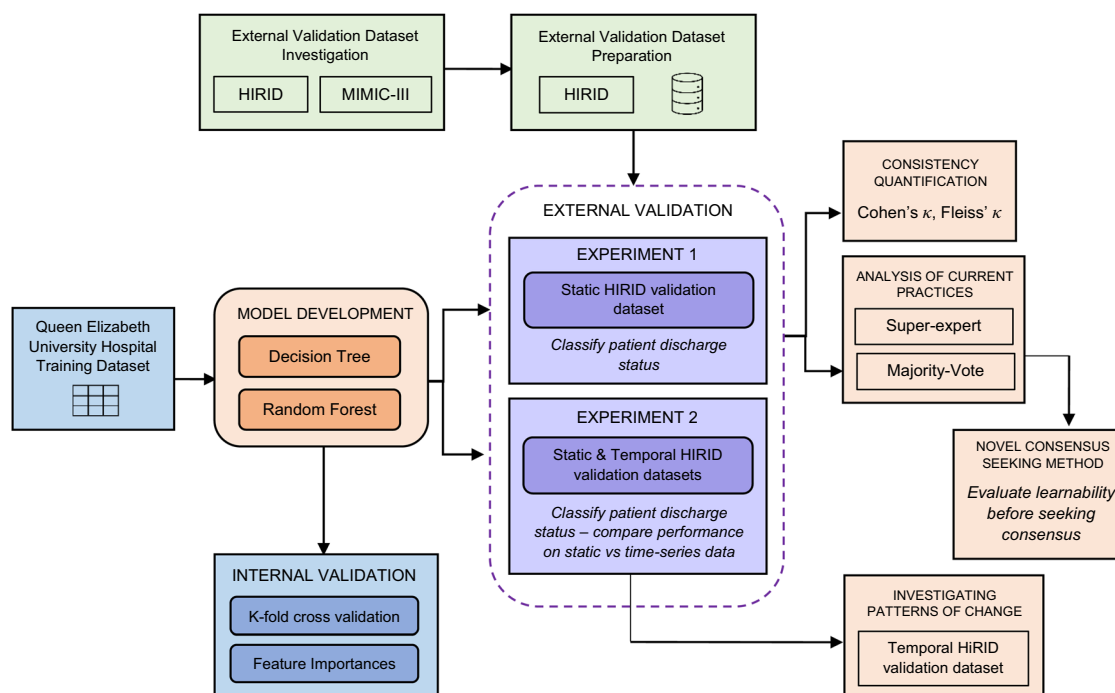 External Validation Dataset
Investigation
HIRID
MIMIC-III
External Validation Dataset
Preparation
HIRID
CONSISTENCY
QUANTIFICATION
Cohen's κ, Fleiss' κ
EXTERNAL VALIDATION
EXPERIMENT 1
Static HIRID validation
dataset
Classify patient discharge
status
ANALYSIS OF CURRENT
PRACTICES
Super-expert
Majority-Vote
Queen Elizabeth
University Hospital
Training Dataset
MODEL DEVELOPMENT
Decision Tree
Random Forest
EXPERIMENT 2
Static & Temporal HIRID
validation datasets
Classify patient discharge
status – compare performance
on static vs time-series data
NOVEL CONSENSUS
SEEKING METHOD
Evaluate learnability
before seeking
consensus
INTERNAL VALIDATION
K-fold cross validation
Feature Importances
INVESTIGATING
PATTERNS OF CHANGE
Temporal HiRID
validation dataset